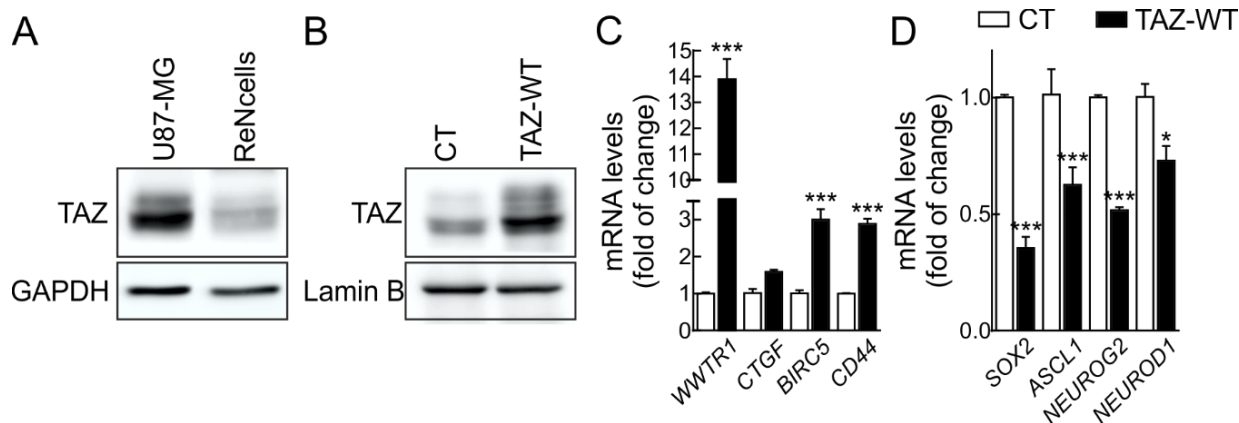 A
U87-MG
ReNcells
TAZ
GAPDH
B
CT
TAZ-WT
TAZ
Lamin B
C
mRNA levels
(fold of change)
15
14
13
12
11
10
3
2
1
0
***
***
***
WWTR1
CTGF
BIRC5
CD44
CT
TAZ-WT
D
mRNA levels
(fold of change)
1.0
0.5
0.0
***
***
***
*
SOX2
ASCL1
NEUROG2
NEUROD1